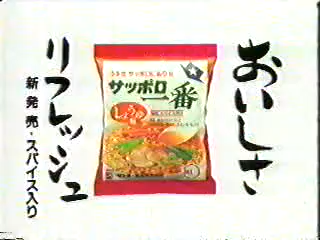 おいしさ
リフレッシュ
新発売・スパイス入り
サッポロ
一番
しょうゆ味